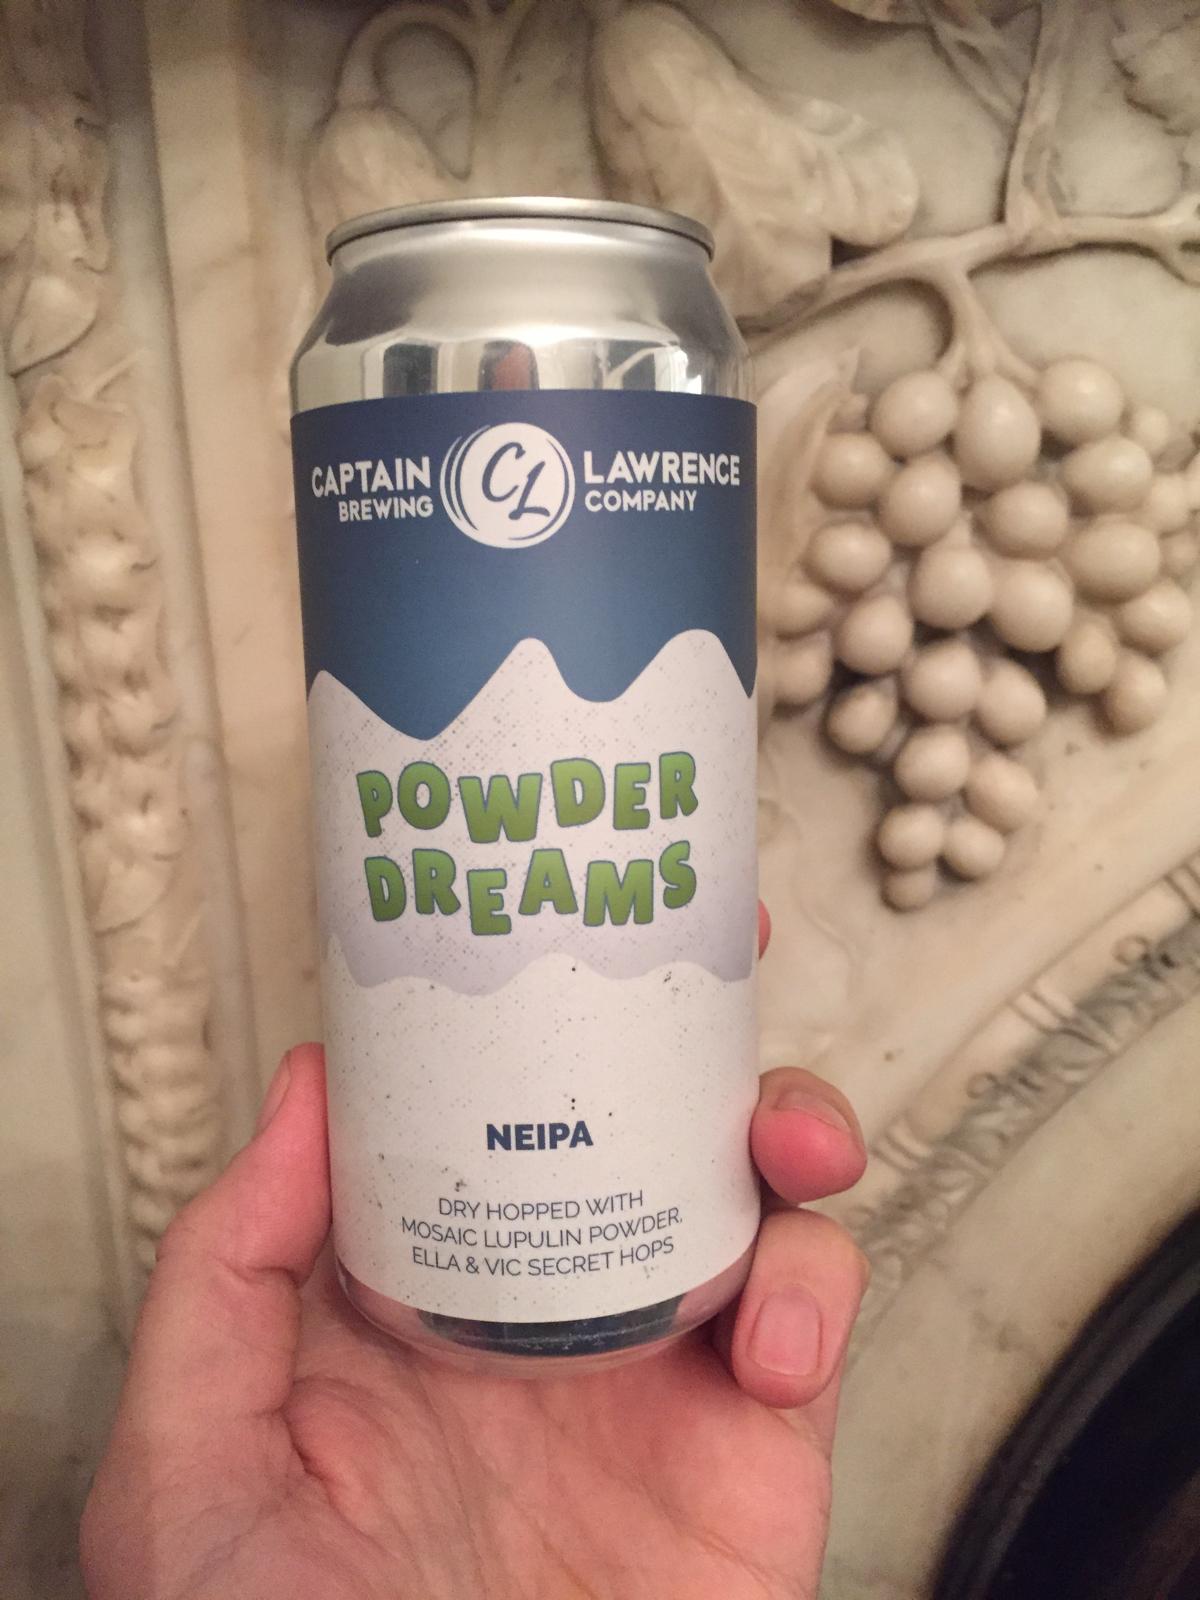 CAPTAIN CL LAWRENCE
BREWING COMPANY
POWDER
DREAMS
NEIPA
DRY HOPPED WITH
MOSAIC LUPULIN POWDER,
ELLA & VIC SECRET HOPS